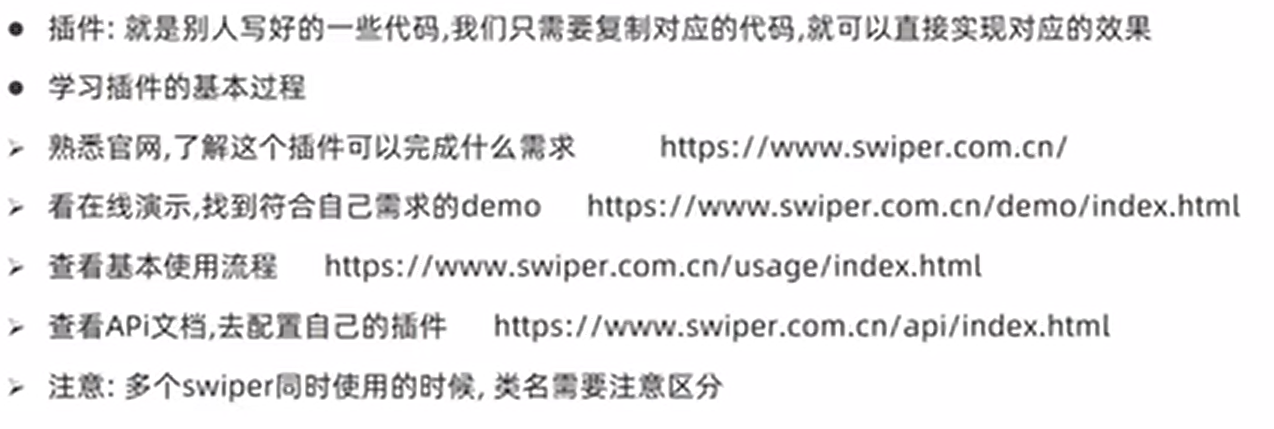 ● 插件: 就是别人写好的一些代码,我们只需要复制对应的代码,就可以直接实现对应的效果
● 学习插件的基本过程
➢ 熟悉官网,了解这个插件可以完成什么需求 https://www.swiper.com.cn/
➢ 看在线演示,找到符合自己需求的demo https://www.swiper.com.cn/demo/index.html
➢ 查看基本使用流程 https://www.swiper.com.cn/usage/index.html
➢ 查看APi文档,去配置自己的插件 https://www.swiper.com.cn/api/index.html
➢ 注意: 多个swiper同时使用的时候, 类名需要注意区分